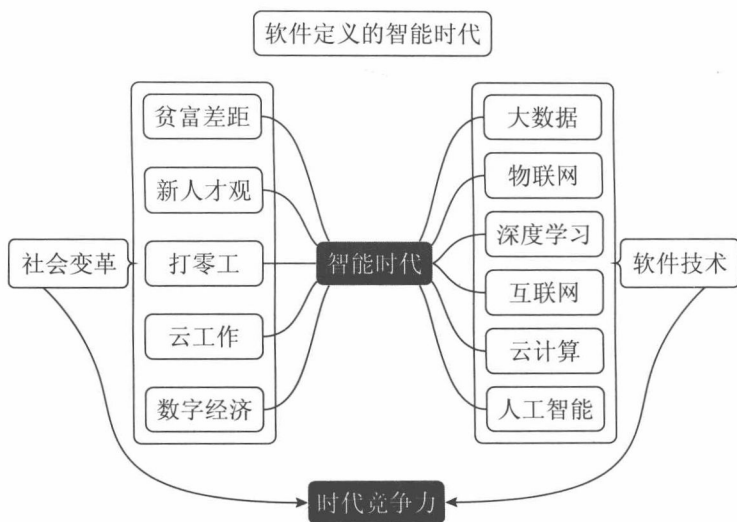 软件定义的智能时代
贫富差距
新人才观
打零工
云工作
数字经济
社会变革
智能时代
大数据
物联网
深度学习
互联网
云计算
人工智能
软件技术
时代竞争力